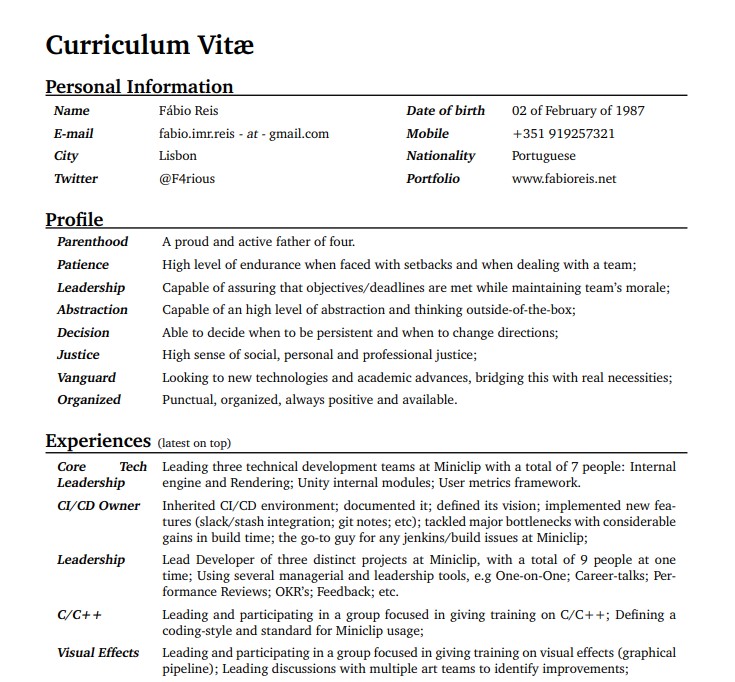 Curriculum Vitæ
Personal Information
Name Fábio Reis Date of birth 02 of February of 1987
E-mail fabio.imr.reis - at - gmail.com Mobile +351 919257321
City Lisbon Nationality Portuguese
Twitter @F4rious Portfolio www.fabioreis.net
Profile
Parenthood A proud and active father of four.
Patience High level of endurance when faced with setbacks and when dealing with a team;
Leadership Capable of assuring that objectives/deadlines are met while maintaining team's morale;
Abstraction Capable of an high level of abstraction and thinking outside-of-the-box;
Decision Able to decide when to be persistent and when to change directions;
Justice High sense of social, personal and professional justice;
Vanguard Looking to new technologies and academic advances, bridging this with real necessities;
Organized Punctual, organized, always positive and available.
Experiences (latest on top)
Core Tech Leading three technical development teams at Miniclip with a total of 7 people: Internal
Leadership engine and Rendering; Unity internal modules; User metrics framework.
CI/CD Owner Inherited CI/CD environment; documented it; defined its vision; implemented new fea-
tures (slack/stash integration; git notes; etc); tackled major bottlenecks with considerable
gains in build time; the go-to guy for any jenkins/build issues at Miniclip;
Leadership Lead Developer of three distinct projects at Miniclip, with a total of 9 people at one
time; Using several managerial and leadership tools, e.g One-on-One; Career-talks; Per-
formance Reviews; OKR's; Feedback; etc.
C/C++ Leading and participating in a group focused in giving training on C/C++; Defining a
coding-style and standard for Miniclip usage;
Visual Effects Leading and participating in a group focused in giving training on visual effects (graphical
pipeline); Leading discussions with multiple art teams to identify improvements;